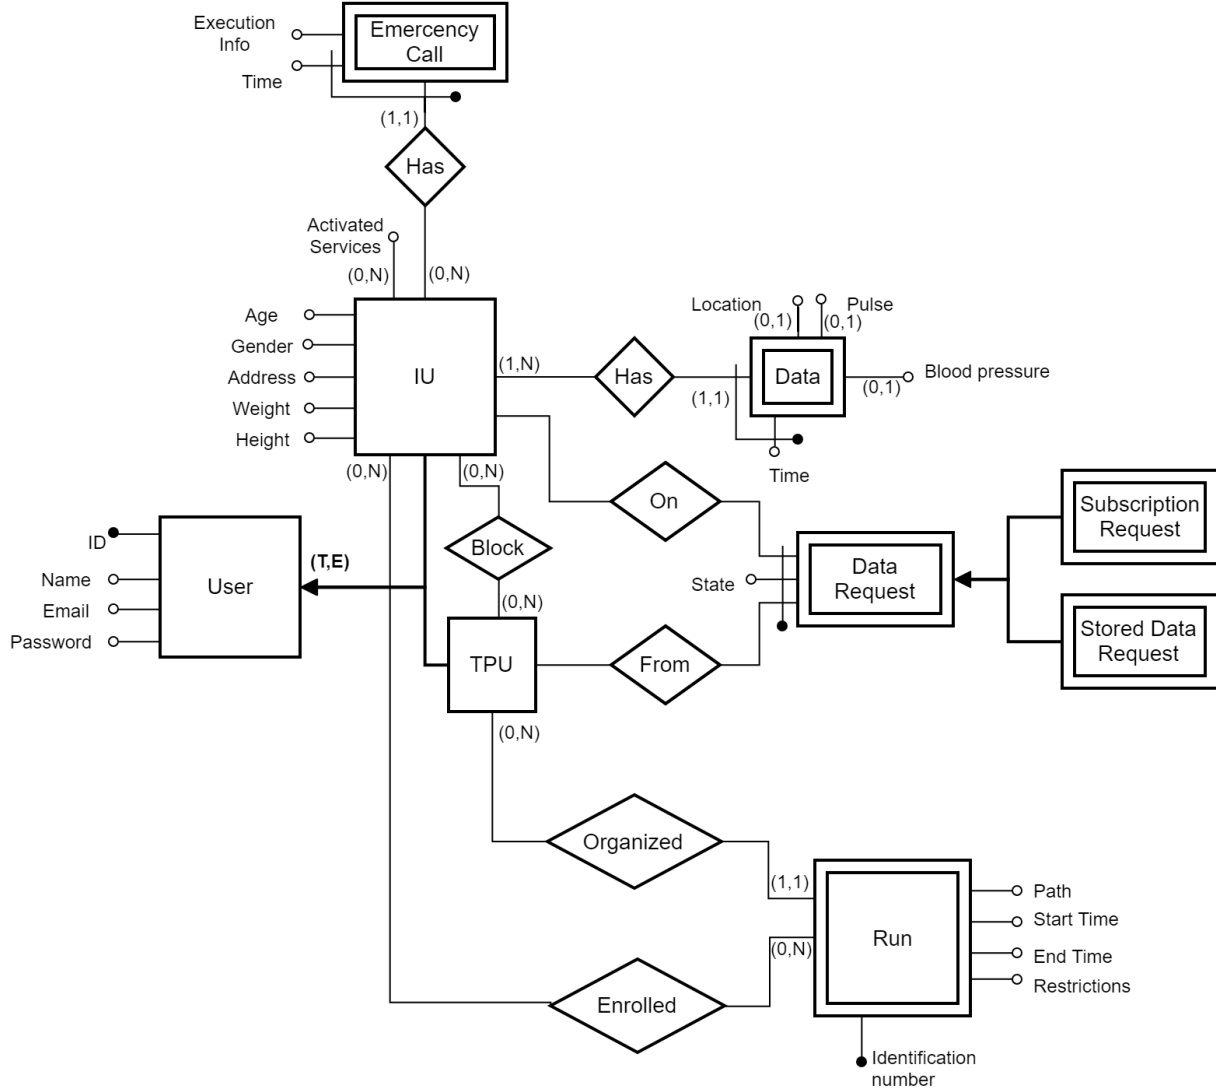 Execution
Info
Emercency
Call
Time
(1,1)
Has
Activated
Services
(0,N)
(0,N)
Age
Gender
Address
Weight
Height
IU
(1,N)
Has
(1,1)
Location
Pulse
(0,1)
(0,1)
Data
(0,1)
Blood pressure
Time
(0,N)
(0,N)
On
Block
(0,N)
ID
Name
Email
Password
User
(T,E)
State
Data
Request
Subscription
Request
Stored Data
Request
TPU
From
(0,N)
Organized
(1,1)
(0,N)
Enrolled
Run
Path
Start Time
End Time
Restrictions
Identification
number